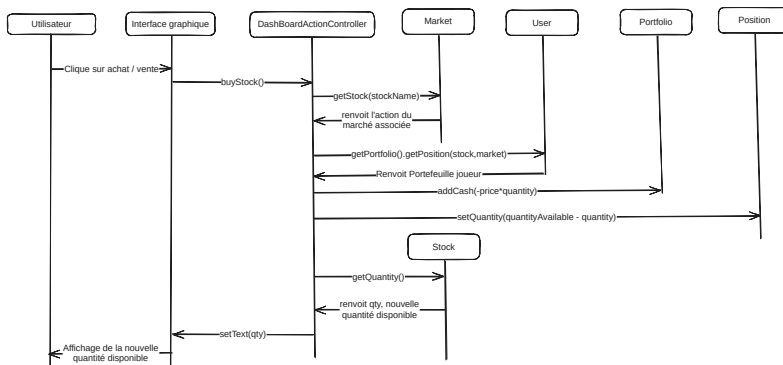 Utilisateur
Interface graphique
DashBoardActionController
Market
User
Portfolio
Position
Clique sur achat / vente
buyStock()
getStock(stockName)
renvoit l'action du
marché associée
getPortfolio().getPosition(stock,market)
Renvoit Portefeuille joueur
addCash(-price*quantity)
setQuantity(quantityAvailable - quantity)
Stock
getQuantity()
renvoit qty, nouvelle
quantité disponible
setText(qty)
Affichage de la nouvelle
quantité disponible